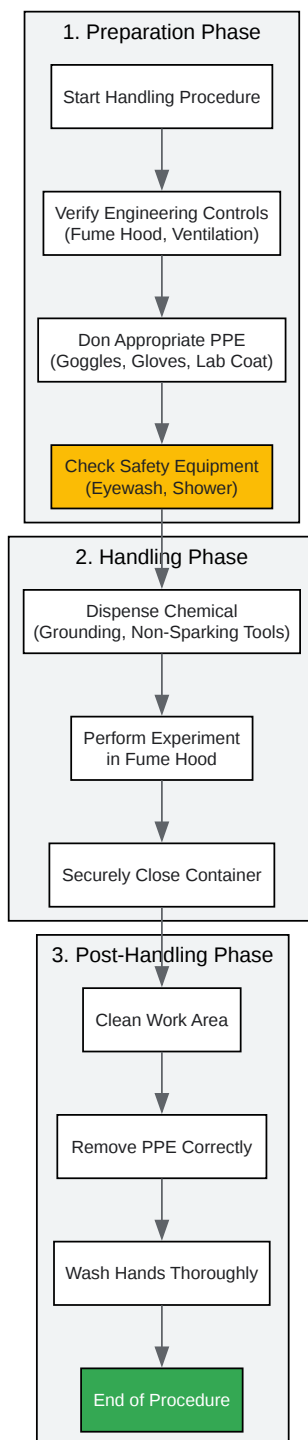 1. Preparation Phase
Start Handling Procedure
Verify Engineering Controls
(Fume Hood, Ventilation)
Don Appropriate PPE
(Goggles, Gloves, Lab Coat)
Check Safety Equipment
(Eyewash, Shower)
2. Handling Phase
Dispense Chemical
(Grounding, Non-Sparking Tools)
Perform Experiment
in Fume Hood
Securely Close Container
3. Post-Handling Phase
Clean Work Area
Remove PPE Correctly
Wash Hands Thoroughly
End of Procedure